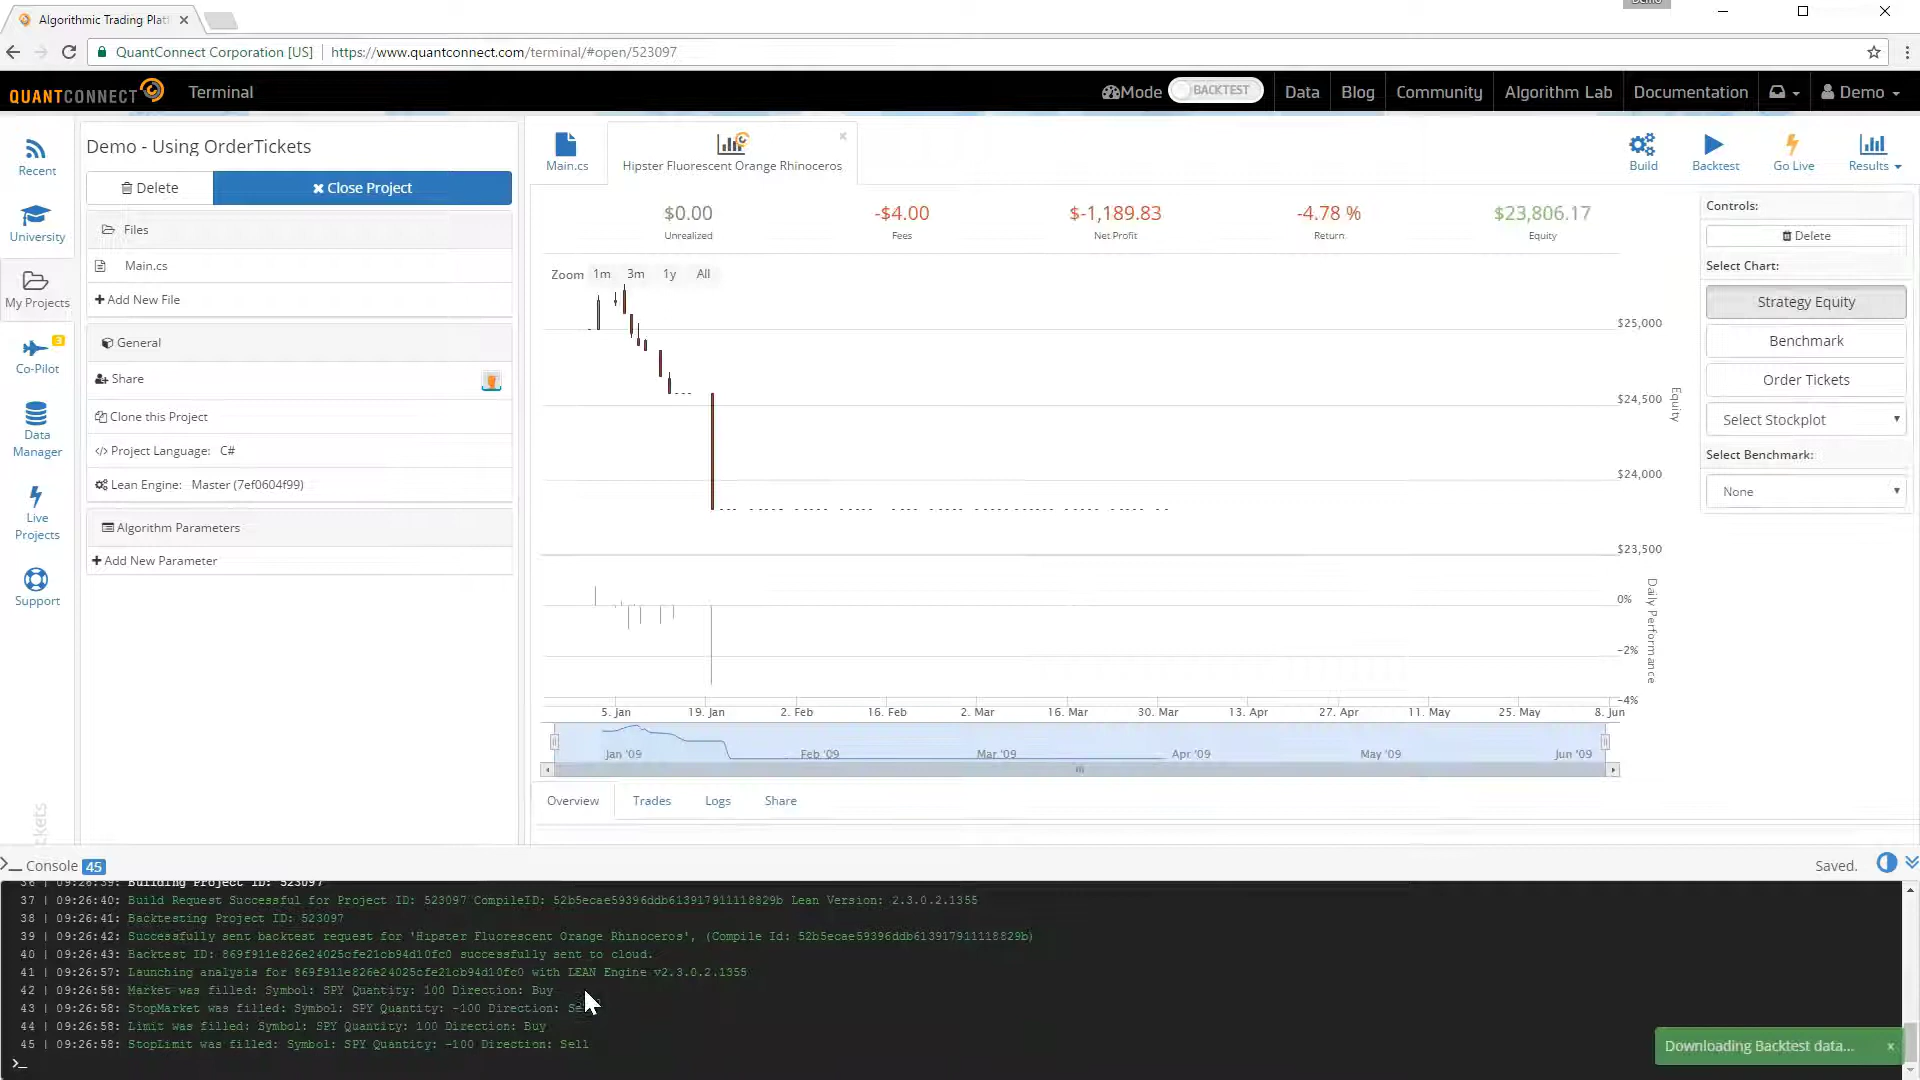 Algorithmic Trading Plat
Demo
QuantConnect Corporation [US] https://www.quantconnect.com/terminal/#open/523097
QUANTCONNECT Terminal
Mode BACKTEST Data Blog Community Algorithm Lab Documentation Demo
Recent
University
My Projects
Co-Pilot 3
Data Manager
Live Projects
Support
Demo - Using OrderTickets
Delete Close Project
Files
Main.cs
+ Add New File
General
Share
Clone this Project
</> Project Language: C#
Lean Engine: Master (7ef0604f99)
Algorithm Parameters
+ Add New Parameter
Main.cs
Hipster Fluorescent Orange Rhinoceros
Build Backtest Go Live Results
$0.00 -$4.00 $-1,189.83 -4.78 % $23,806.17
Unrealized Fees Net Profit Return Equity
Zoom 1m 3m 1y All
$25,000
$24,500
$24,000
$23,500
Equity
0%
-2%
-4%
Daily Performance
5. Jan 19. Jan 2. Feb 16. Feb 2. Mar 16. Mar 30. Mar 13. Apr 27. Apr 11. May 25. May 8. Jun
Jan '09 Feb '09 Mar '09 Apr '09 May '09 Jun '09
Overview Trades Logs Share
Controls:
Delete
Select Chart:
Strategy Equity
Benchmark
Order Tickets
Select Stockplot
Select Benchmark:
None
ckets
Console 45 Saved.
36 | 09:26:39: Building Project ID: 523097
37 | 09:26:40: Build Request Successful for Project ID: 523097 CompileID: 52b5ecae59396ddb613917911118829b Lean Version: 2.3.0.2.1355
38 | 09:26:41: Backtesting Project ID: 523097
39 | 09:26:42: Successfully sent backtest request for 'Hipster Fluorescent Orange Rhinoceros', (Compile Id: 52b5ecae59396ddb613917911118829b)
40 | 09:26:43: Backtest ID: 869f911e826e24025cfe21cb94d10fc0 successfully sent to cloud.
41 | 09:26:57: Launching analysis for 869f911e826e24025cfe21cb94d10fc0 with LEAN Engine v2.3.0.2.1355
42 | 09:26:58: Market was filled: Symbol: SPY Quantity: 100 Direction: Buy
43 | 09:26:58: StopMarket was filled: Symbol: SPY Quantity: -100 Direction:
44 | 09:26:58: Limit was filled: Symbol: SPY Quantity: 100 Direction: Buy
45 | 09:26:58: StopLimit was filled: Symbol: SPY Quantity: -100 Direction: Sell
>_
Downloading Backtest data... ×